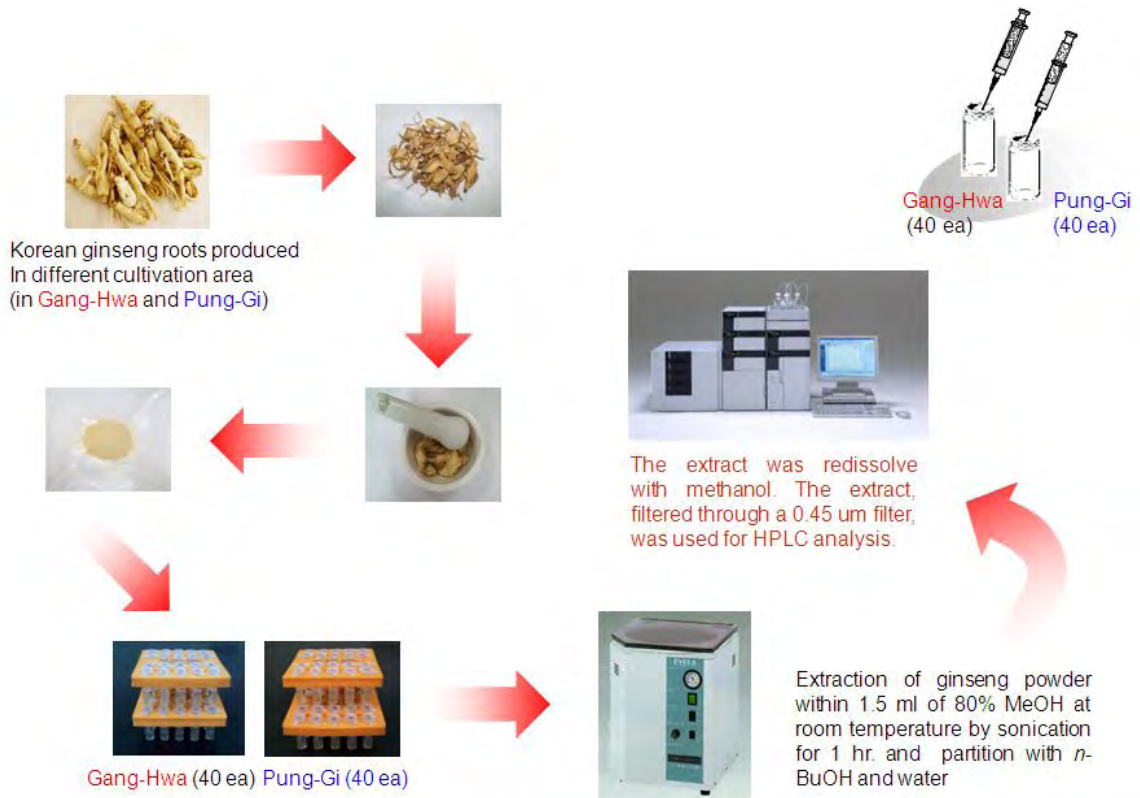 Korean ginseng roots produced
In different cultivation area
(in Gang-Hwa and Pung-Gi)
Gang-Hwa (40 ea) Pung-Gi (40 ea)
EYELA
Extraction of ginseng powder
within 1.5 ml of 80% MeOH at
room temperature by sonication
for 1 hr. and partition with n-
BuOH and water
The extract was redissolve
with methanol. The extract,
filtered through a 0.45 um filter,
was used for HPLC analysis.
Gang-Hwa
(40 ea)
Pung-Gi
(40 ea)